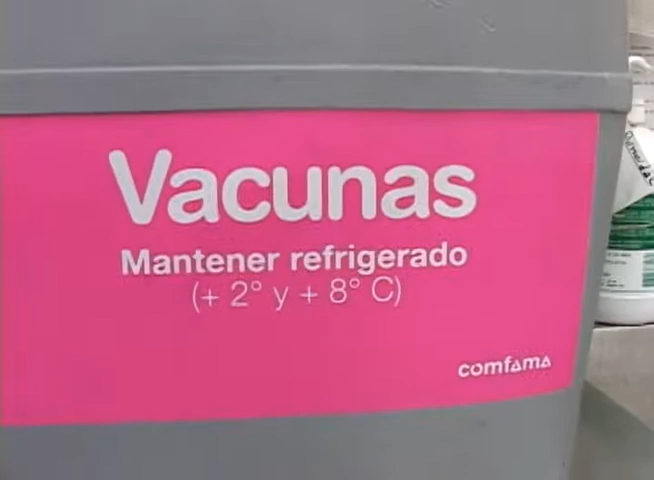 Vacunas
Mantener refrigerado
(+ 2° y + 8° C)
comfama